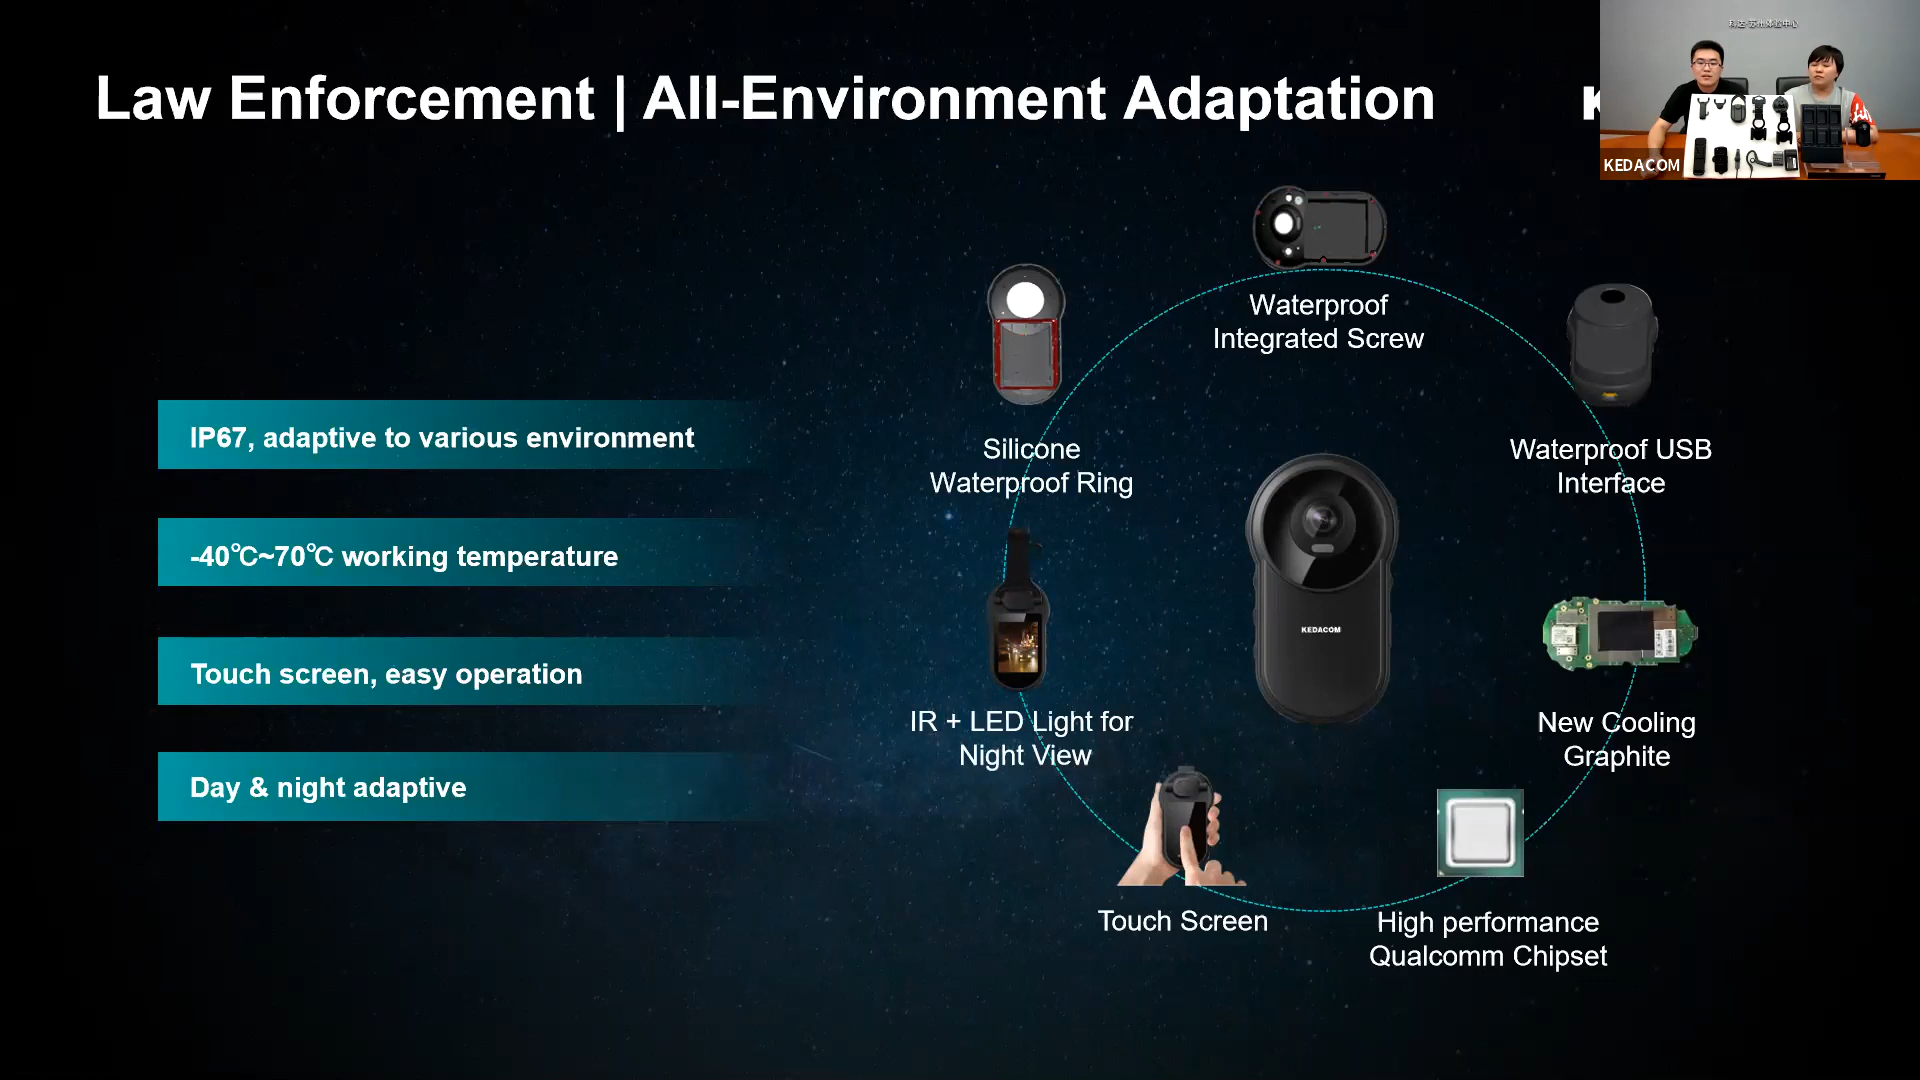 Law Enforcement | All-Environment Adaptation
KEDACOM
IP67, adaptive to various environment
-40℃~70℃ working temperature
Touch screen, easy operation
Day & night adaptive
Waterproof
Integrated Screw
Silicone
Waterproof Ring
Waterproof USB
Interface
KEDACOM
IR + LED Light for
Night View
New Cooling
Graphite
Touch Screen
High performance
Qualcomm Chipset